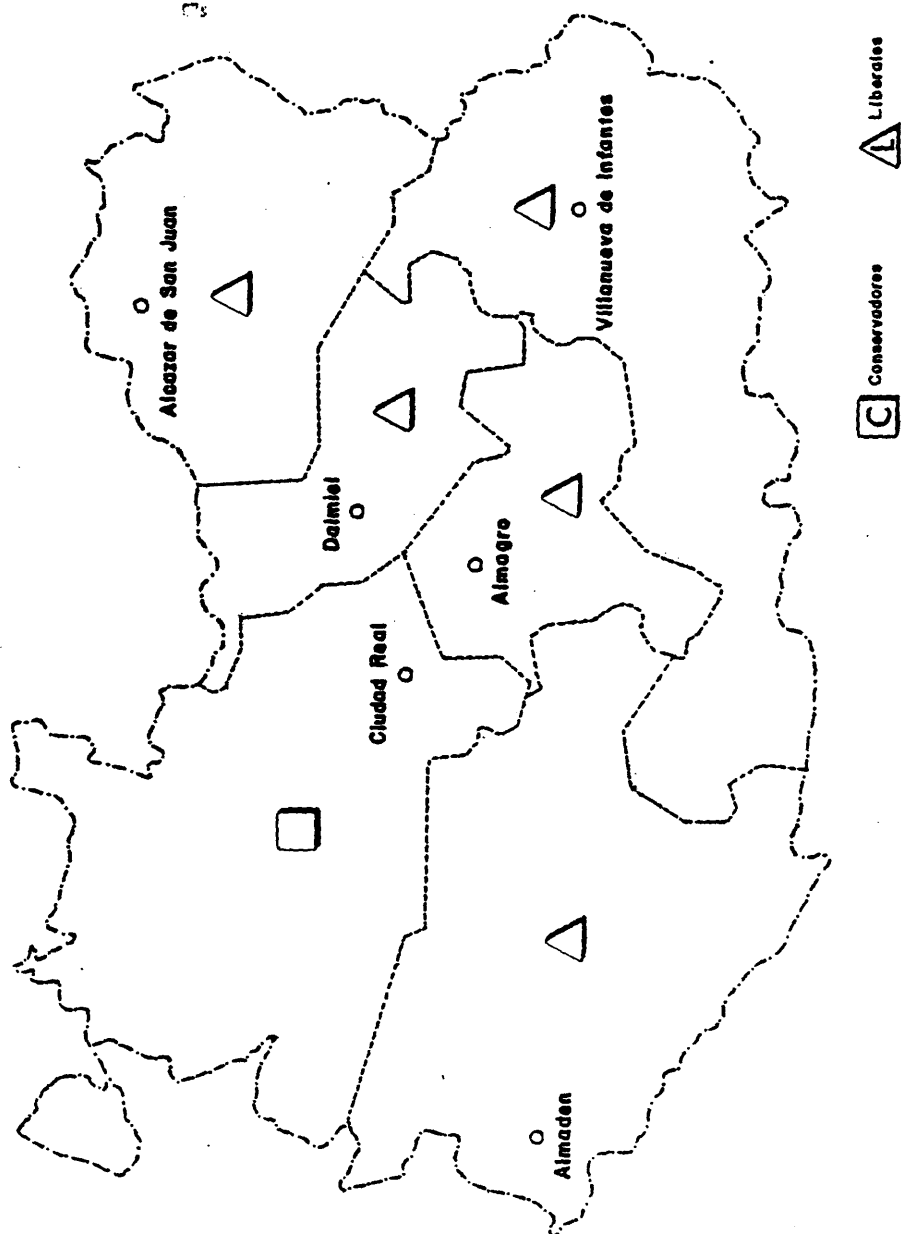 Alcazar de San Juan
Daimiel
Villanueva de Infantes
Almagro
Ciudad Real
Almaden
C Conservadores
L Liberales